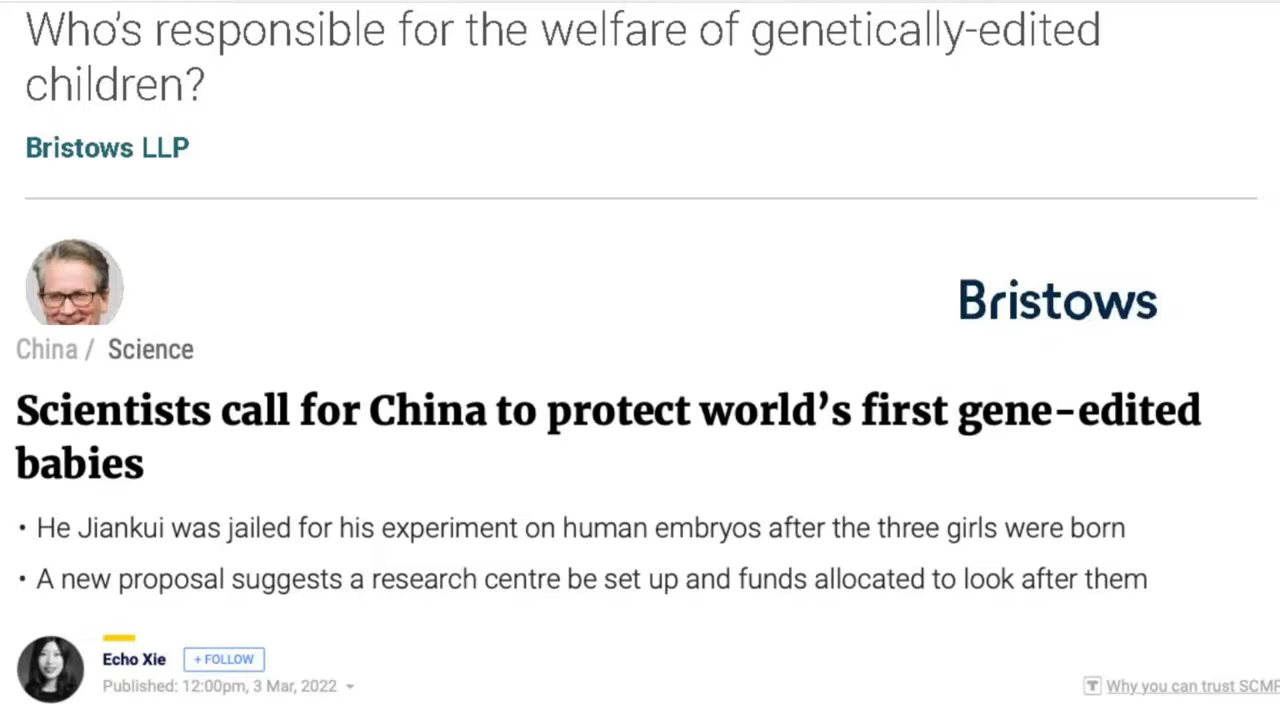 Who's responsible for the welfare of genetically-edited
children?
Bristows LLP
Bristows
China / Science
Scientists call for China to protect world's first gene-edited
babies
• He Jiankui was jailed for his experiment on human embryos after the three girls were born
• A new proposal suggests a research centre be set up and funds allocated to look after them
Echo Xie + FOLLOW
Published: 12:00pm, 3 Mar, 2022
T Why you can trust SCMP